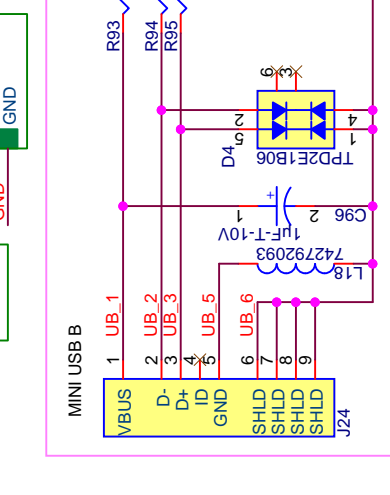 R93
R94
R95
GND
GND
6
3
2
5
4
1
D4
TPD2E1B06
+
1
2
C96
1uF-T-10V
742792093
L18
UB_1
UB_2
UB_3
UB_5
UB_6
MINI USB B
1
2
3
4
5
6
7
8
9
VBUS
D-
D+
ID
GND
SHLD
SHLD
SHLD
SHLD
J24